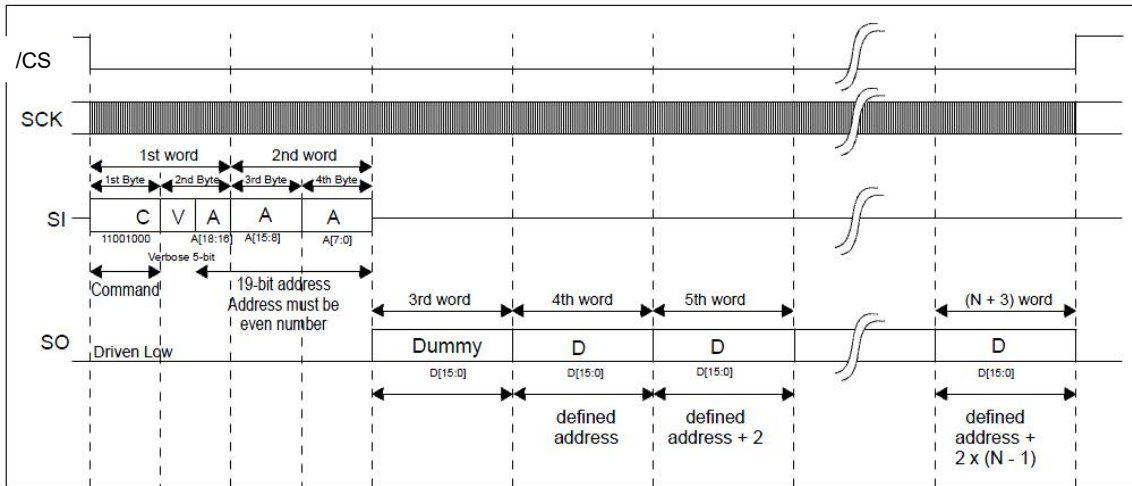 /CS
SCK
1st word
2nd word
1st Byte
2nd Byte
3rd Byte
4th Byte
SI
C
V
A
A
A
11001000
A[18:16]
A[15:8]
A[7:0]
Verbose 5-bit
Command
19-bit address
Address must be
even number
3rd word
4th word
5th word
(N + 3) word
SO
Driven Low
Dummy
D
D
D
D[15:0]
D[15:0]
D[15:0]
D[15:0]
defined
address
defined
address + 2
defined
address +
2 x (N - 1)